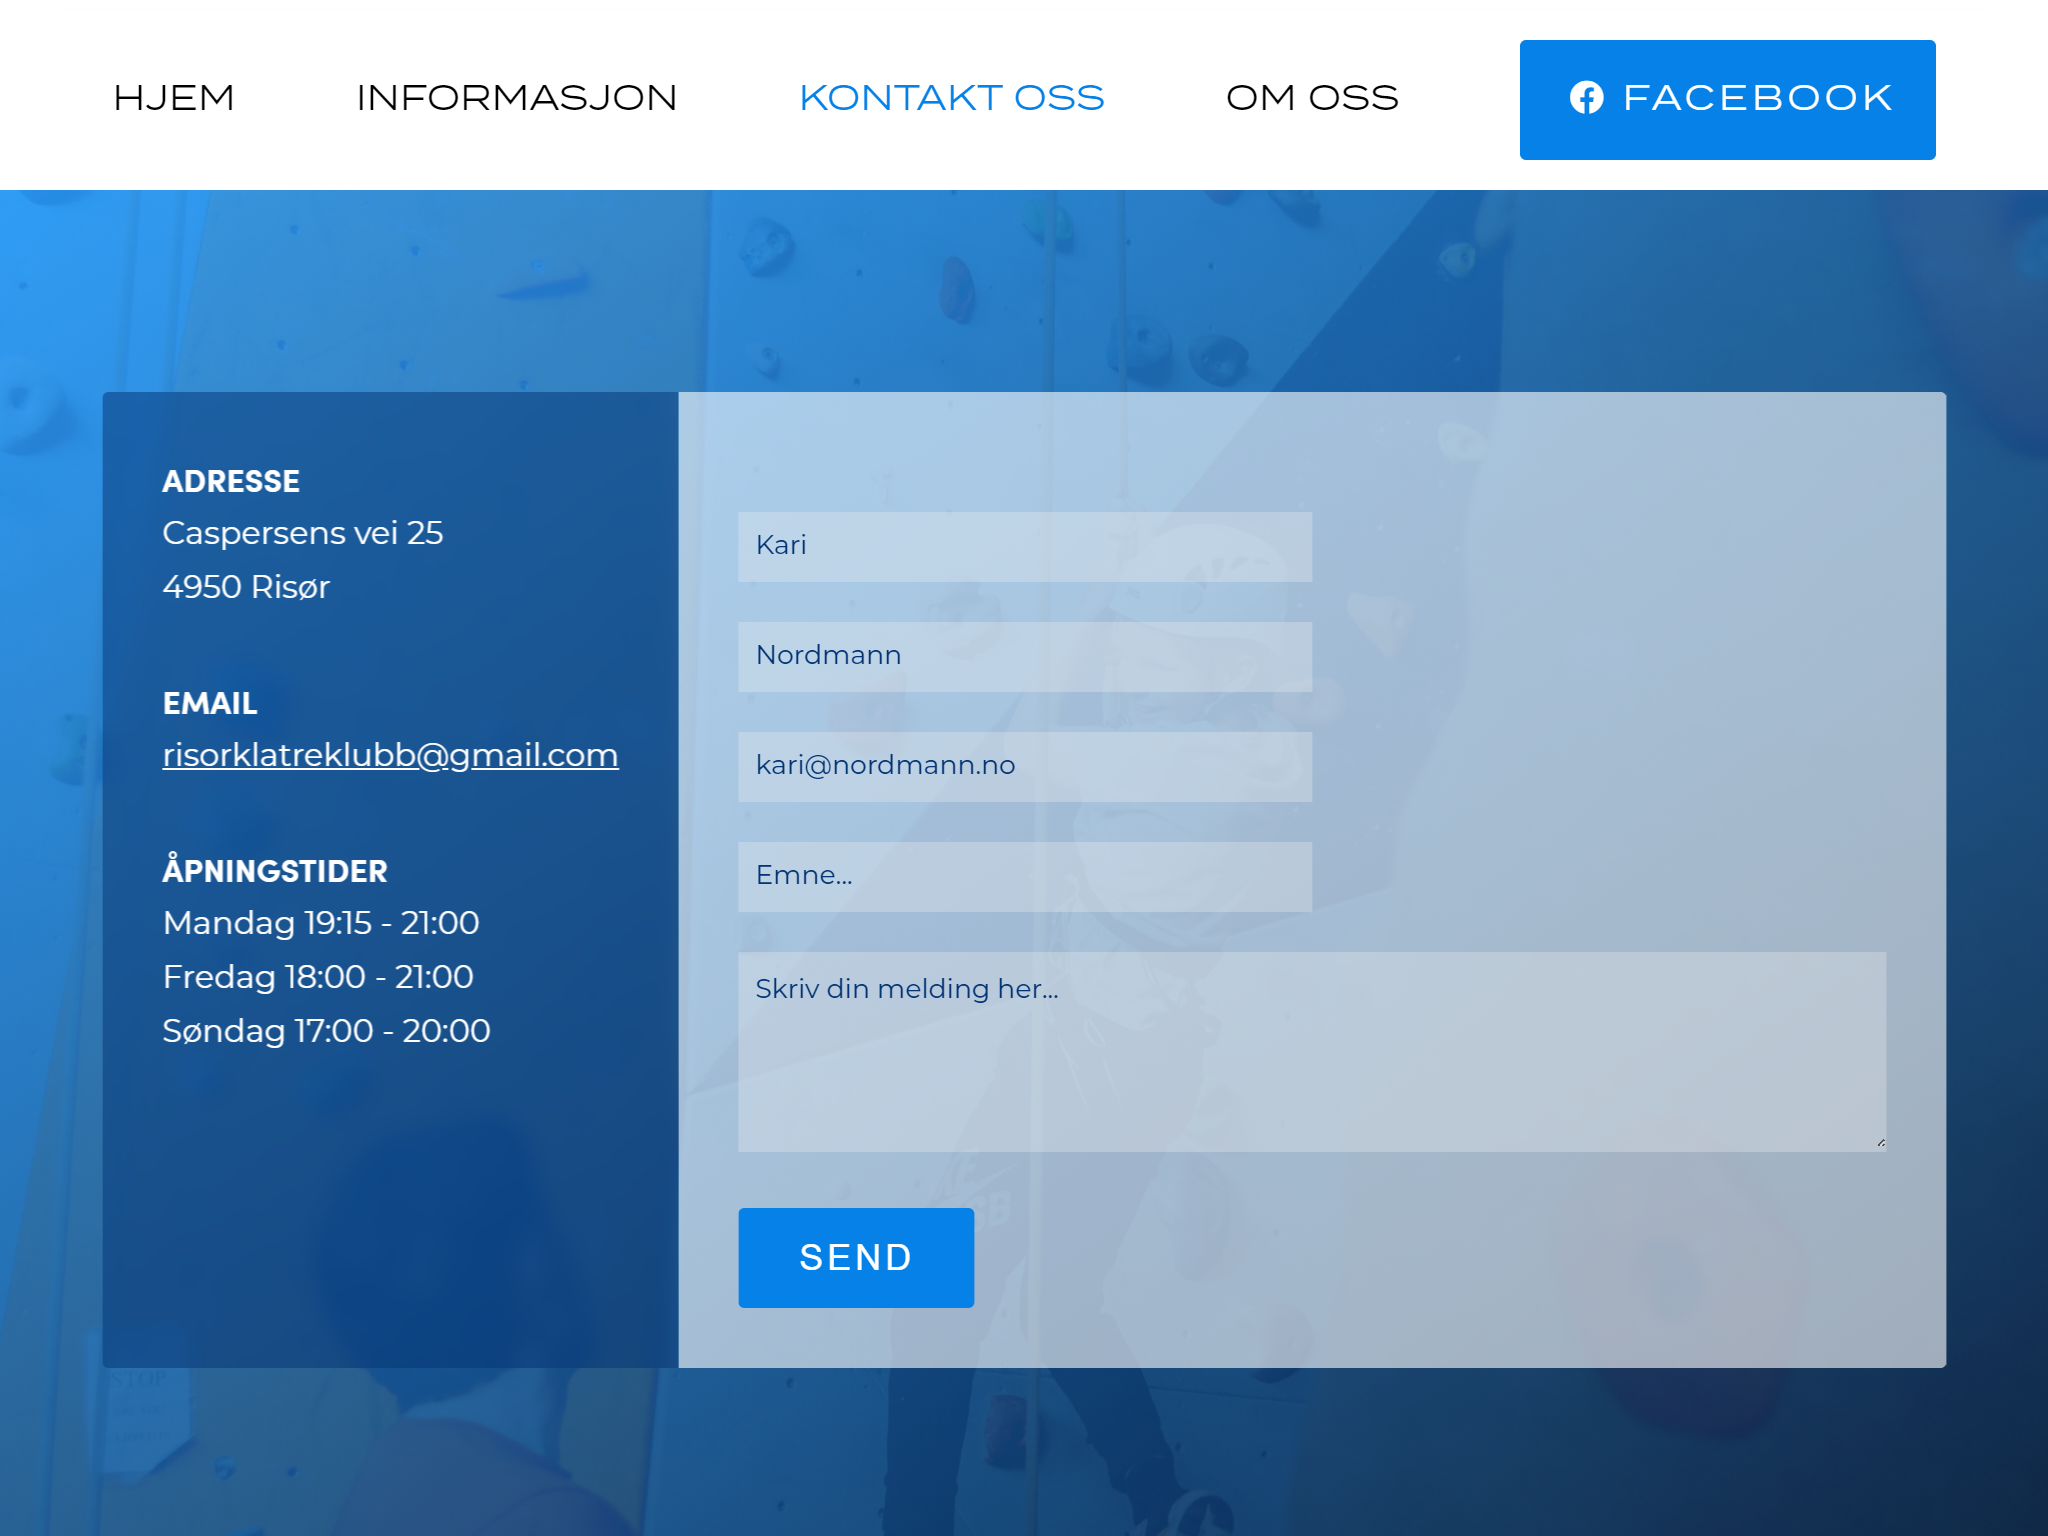 HJEM
INFORMASJON
KONTAKT OSS
OM OSS
FACEBOOK
ADRESSE
Caspersens vei 25
4950 Risør
EMAIL
risorklatreklubb@gmail.com
ÅPNINGSTIDER
Mandag 19:15 - 21:00
Fredag 18:00 - 21:00
Søndag 17:00 - 20:00
Kari
Nordmann
kari@nordmann.no
Emne...
Skriv din melding her...
SEND
STOP